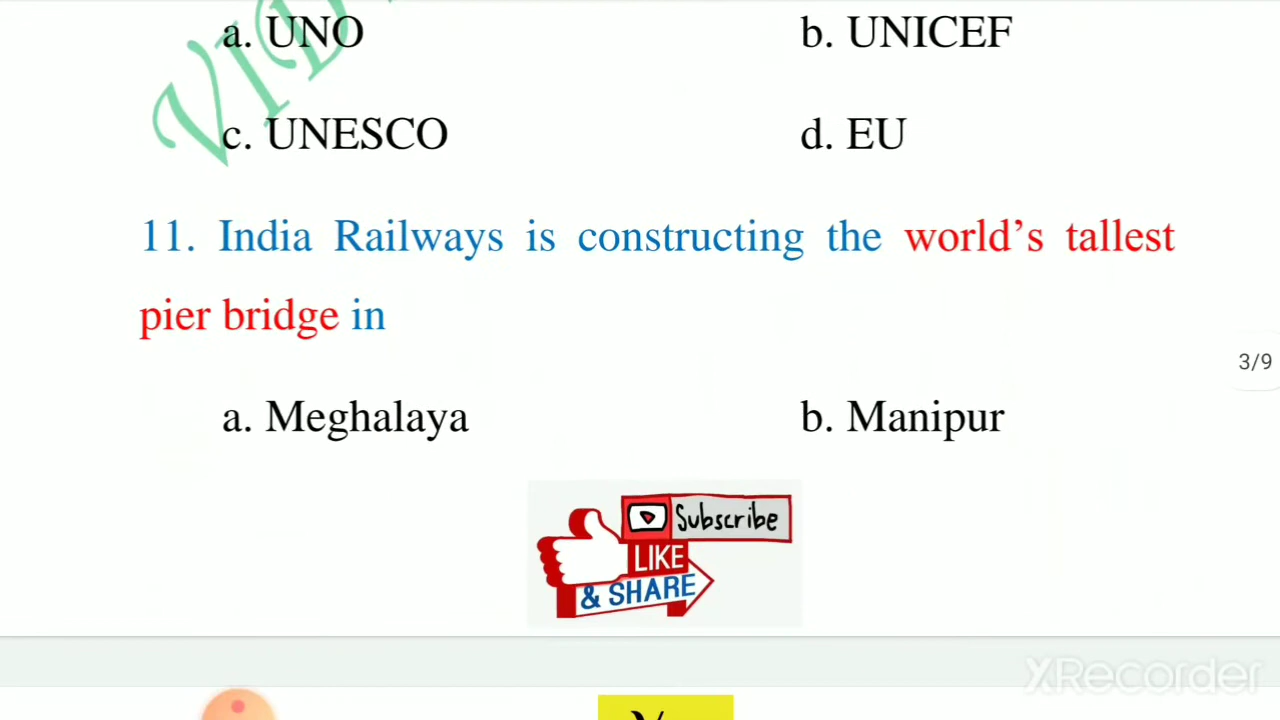 a. UNO b. UNICEF
c. UNESCO d. EU
11. India Railways is constructing the world’s tallest
pier bridge in
3/9
a. Meghalaya b. Manipur
Subscribe
LIKE
& SHARE
XRecorder